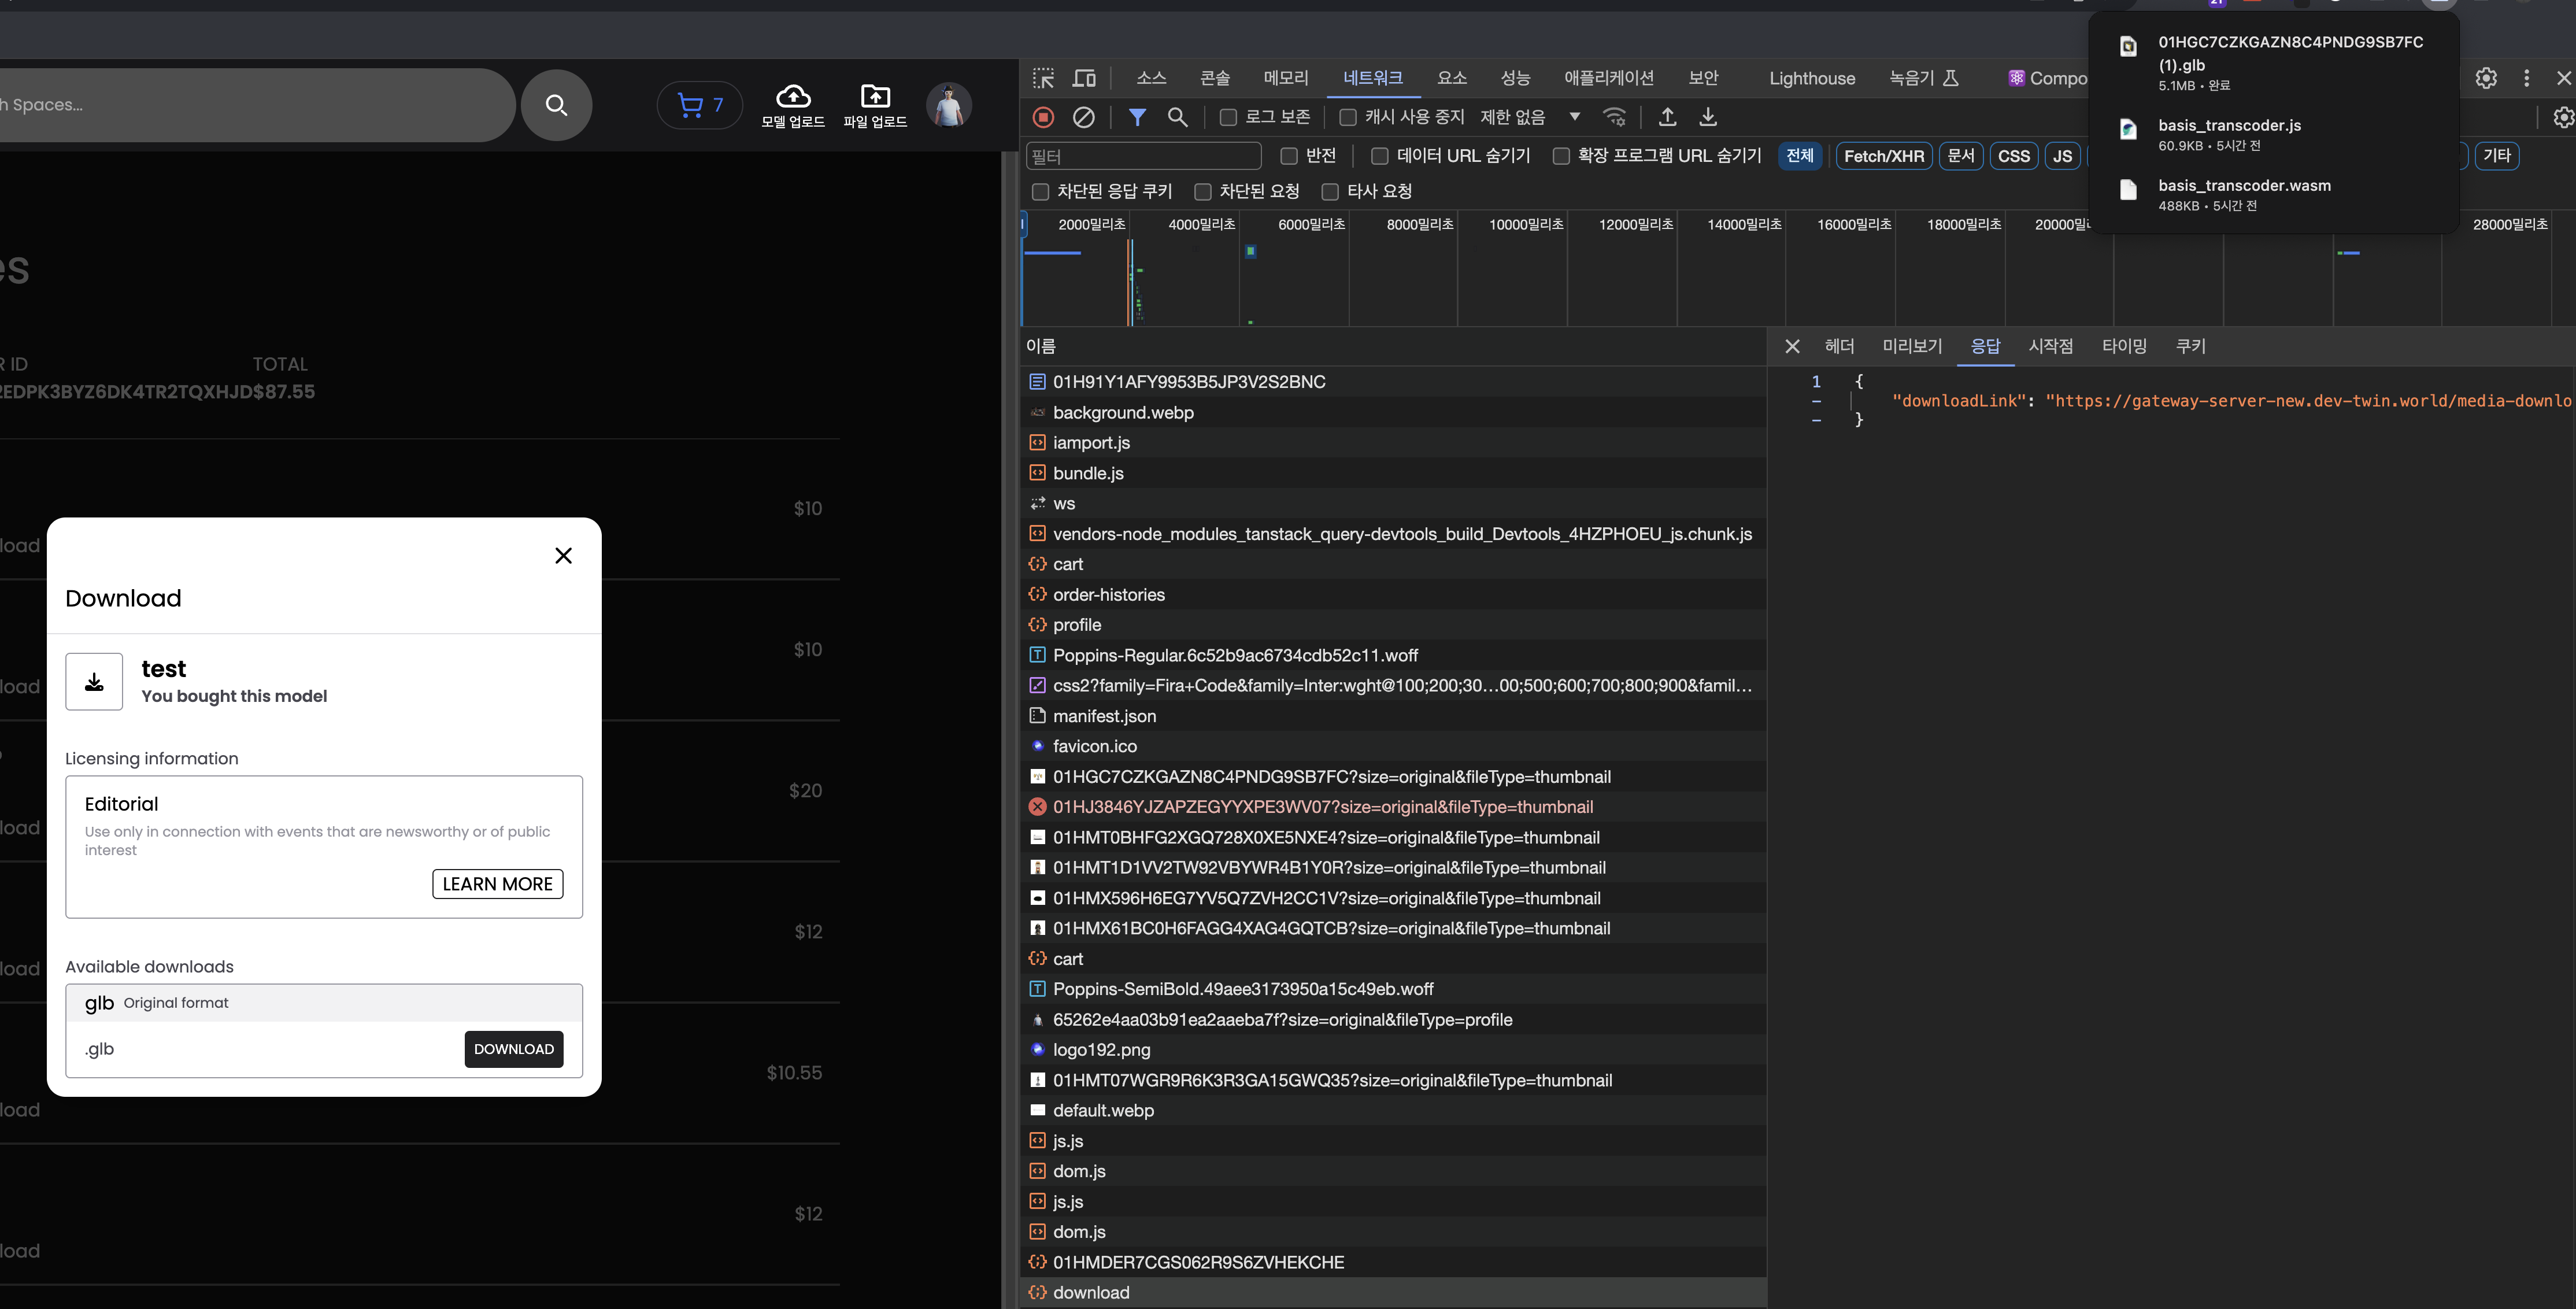 h Spaces...
7
모델 업로드
파일 업로드
es
R ID
TOTAL
2EDPK3BYZ6DK4TR2TQXHJD$87.55
$10
load
$10
load
$20
load
$12
load
$10.55
load
$12
load
Download
test
You bought this model
Licensing information
Editorial
Use only in connection with events that are newsworthy or of public
interest
LEARN MORE
Available downloads
glb Original format
.glb
DOWNLOAD
21
소스
콘솔
메모리
네트워크
요소
성능
애플리케이션
보안
Lighthouse
녹음기
Compo
로그 보존
캐시 사용 중지
제한 없음
필터
반전
데이터 URL 숨기기
확장 프로그램 URL 숨기기
전체
Fetch/XHR
문서
CSS
JS
기타
차단된 응답 쿠키
차단된 요청
타사 요청
2000밀리초
4000밀리초
6000밀리초
8000밀리초
10000밀리초
12000밀리초
14000밀리초
16000밀리초
18000밀리초
20000밀
28000밀리초
이름
01H91Y1AFY9953B5JP3V2S2BNC
background.webp
iamport.js
bundle.js
ws
vendors-node_modules_tanstack_query-devtools_build_Devtools_4HZPHOEU_js.chunk.js
cart
order-histories
profile
Poppins-Regular.6c52b9ac6734cdb52c11.woff
css2?family=Fira+Code&family=Inter:wght@100;200;30…00;500;600;700;800;900&famil…
manifest.json
favicon.ico
01HGC7CZKGAZN8C4PNDG9SB7FC?size=original&fileType=thumbnail
01HJ3846YJZAPZEGYYXPE3WV07?size=original&fileType=thumbnail
01HMT0BHFG2XGQ728X0XE5NXE4?size=original&fileType=thumbnail
01HMT1D1VV2TW92VBYWR4B1Y0R?size=original&fileType=thumbnail
01HMX596H6EG7YV5Q7ZVH2CC1V?size=original&fileType=thumbnail
01HMX61BC0H6FAGG4XAG4GQTCB?size=original&fileType=thumbnail
cart
Poppins-SemiBold.49aee3173950a15c49eb.woff
65262e4aa03b91ea2aaeba7f?size=original&fileType=profile
logo192.png
01HMT07WGR9R6K3R3GA15GWQ35?size=original&fileType=thumbnail
default.webp
js.js
dom.js
js.js
dom.js
01HMDER7CGS062R9S6ZVHEKCHE
download
헤더
미리보기
응답
시작점
타이밍
쿠키
1 {
- "downloadLink": "https://gateway-server-new.dev-twin.world/media-downlo
- }
01HGC7CZKGAZN8C4PNDG9SB7FC
(1).glb
5.1MB • 완료
basis_transcoder.js
60.9KB • 5시간 전
basis_transcoder.wasm
488KB • 5시간 전